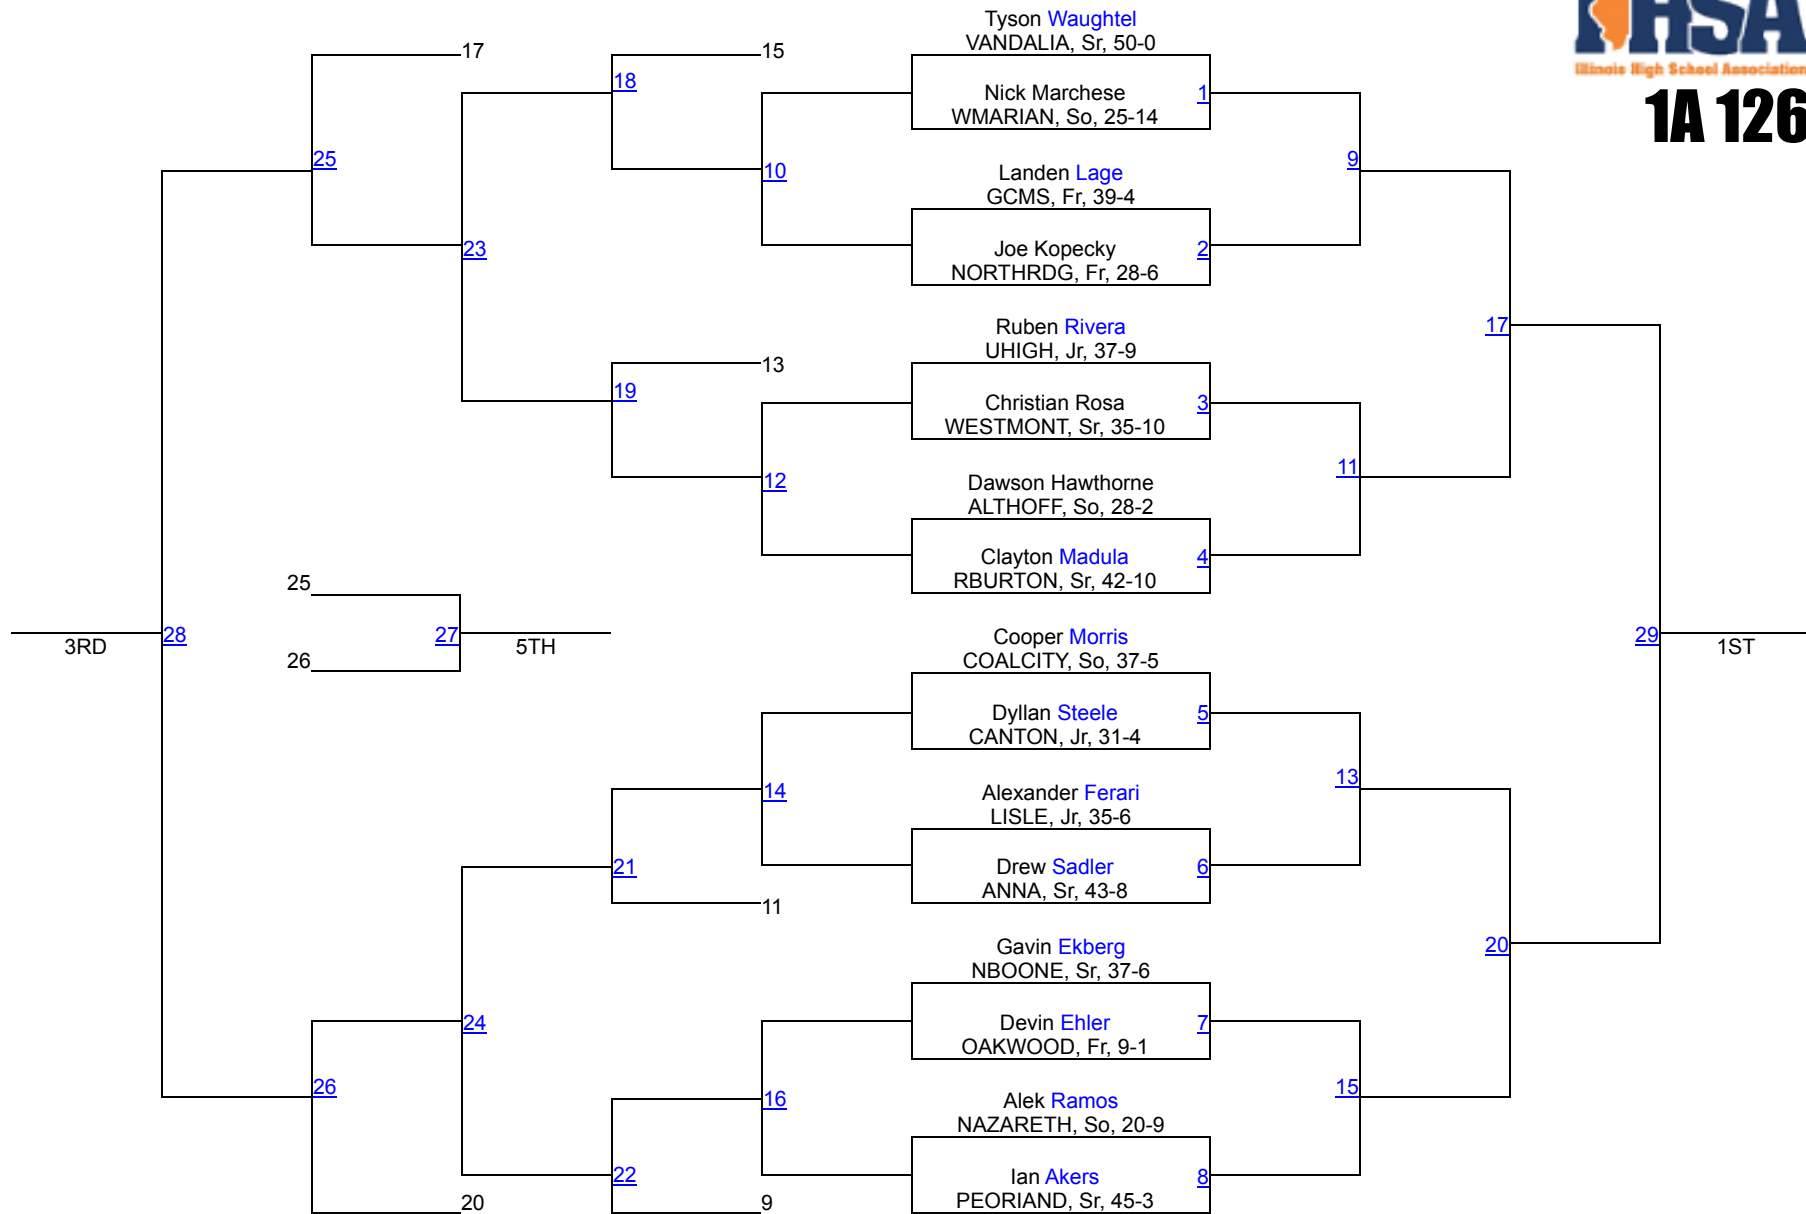 IHSA
Illinois High School Association
1A 126
Tyson Waughtel
VANDALIA, Sr, 50-0
17
15
18
Nick Marchese
1
WMARIAN, So, 25-14
25
10
Landen Lage
9
GCMS, Fr, 39-4
23
Joe Kopecky
2
NORTHRDG, Fr, 28-6
Ruben Rivera
17
UHIGH, Jr, 37-9
13
19
Christian Rosa
3
WESTMONT, Sr, 35-10
12
Dawson Hawthorne
11
ALTHOFF, So, 28-2
Clayton Madula
4
RBURTON, Sr, 42-10
25
3RD
28
27
5TH
26
Cooper Morris
29
1ST
COALCITY, So, 37-5
Dyllan Steele
5
CANTON, Jr, 31-4
14
Alexander Ferari
13
LISLE, Jr, 35-6
21
Drew Sadler
6
ANNA, Sr, 43-8
11
Gavin Ekberg
20
NBOONE, Sr, 37-6
24
Devin Ehler
7
OAKWOOD, Fr, 9-1
26
16
Alek Ramos
15
NAZARETH, So, 20-9
22
Ian Akers
8
PEORIAND, Sr, 45-3
20
9